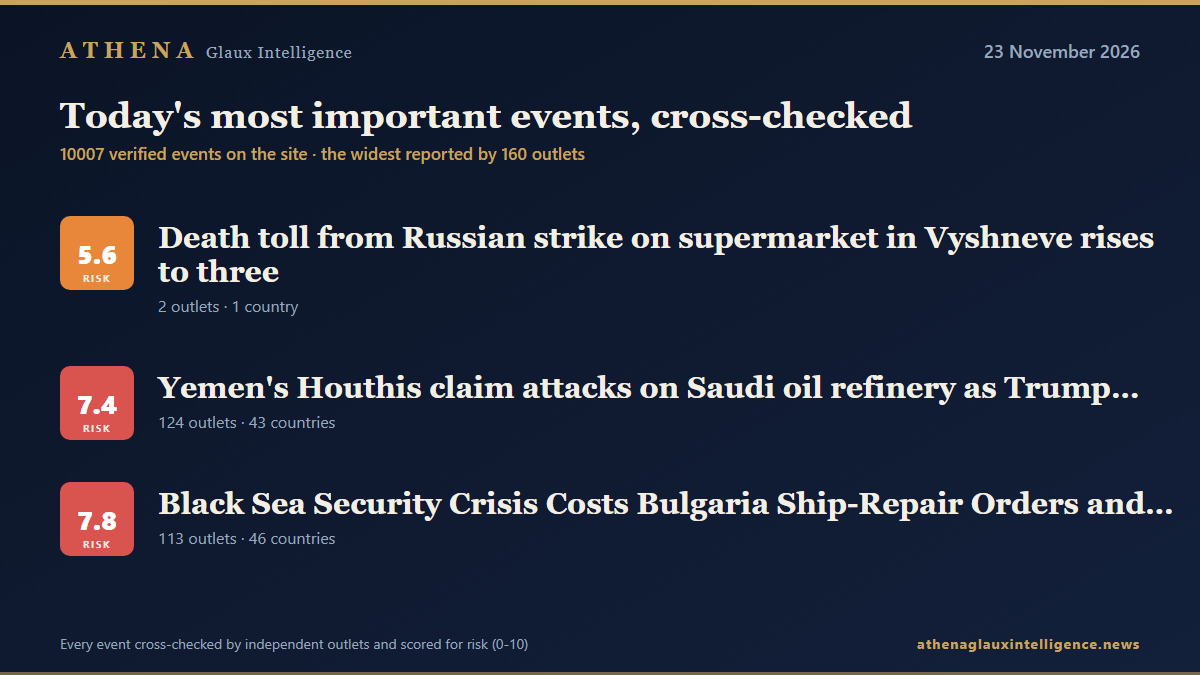 ATHENA Glaux Intelligence
23 November 2026
Today's most important events, cross-checked
10007 verified events on the site · the widest reported by 160 outlets
5.6
RISK
Death toll from Russian strike on supermarket in Vyshneve rises
to three
2 outlets · 1 country
7.4
RISK
Yemen's Houthis claim attacks on Saudi oil refinery as Trump...
124 outlets · 43 countries
7.8
RISK
Black Sea Security Crisis Costs Bulgaria Ship-Repair Orders and...
113 outlets · 46 countries
Every event cross-checked by independent outlets and scored for risk (0-10)
athenaglauxintelligence.news